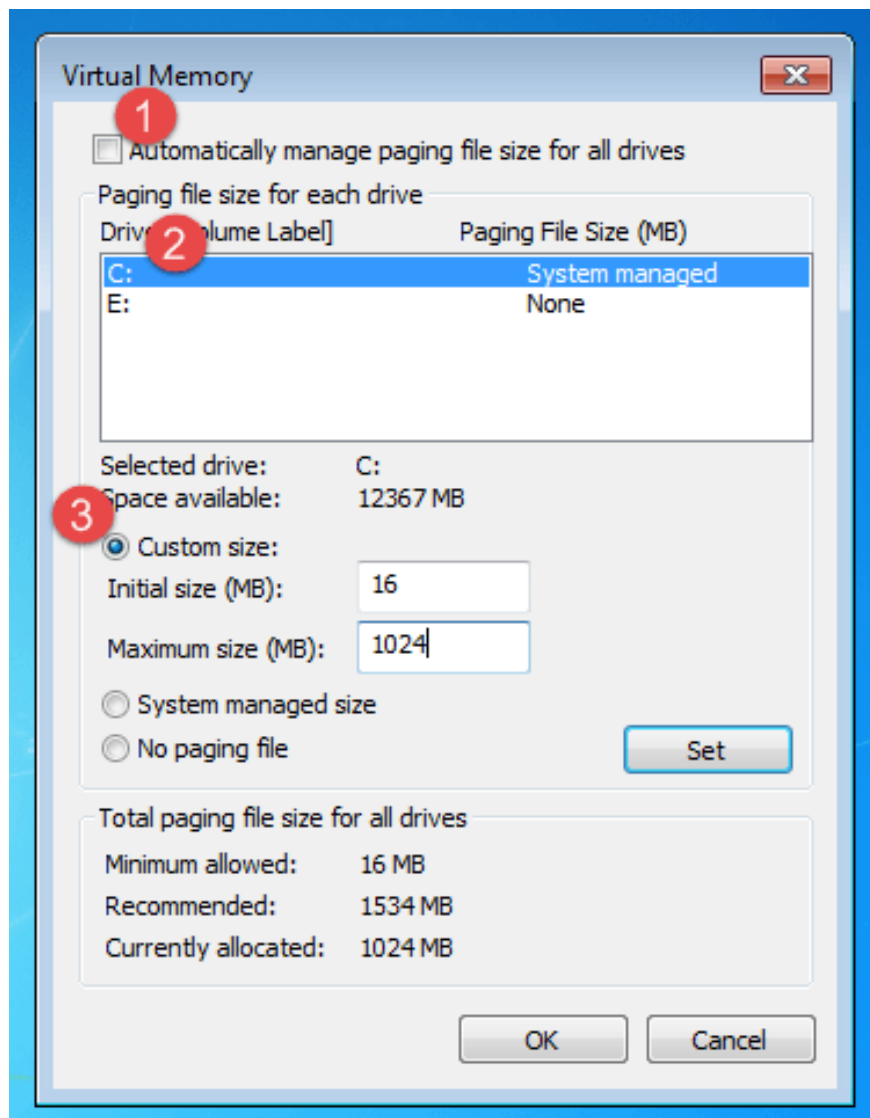 Virtual Memory
1
Automatically manage paging file size for all drives
Paging file size for each drive
Driv olume Label] Paging File Size (MB)
2
C: System managed
E: None
Selected drive: C:
Space available: 12367 MB
3
Custom size:
Initial size (MB): 16
Maximum size (MB): 1024
System managed size
No paging file Set
Total paging file size for all drives
Minimum allowed: 16 MB
Recommended: 1534 MB
Currently allocated: 1024 MB
OK Cancel